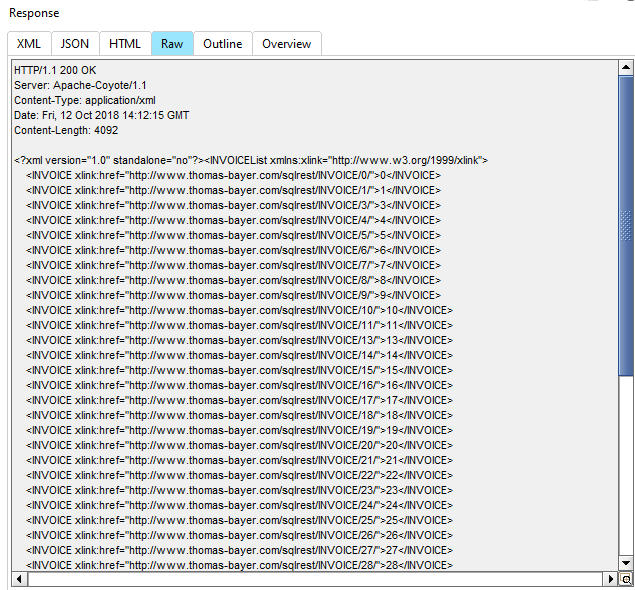 Response
XML JSON HTML Raw Outline Overview
HTTP/1.1 200 OK
Server: Apache-Coyote/1.1
Content-Type: application/xml
Date: Fri, 12 Oct 2018 14:12:15 GMT
Content-Length: 4092

<?xml version="1.0" standalone="no"?><INVOICEList xmlns:xlink="http://www.w3.org/1999/xlink">
    <INVOICE xlink:href="http://www.thomas-bayer.com/sqlrest/INVOICE/0/">0</INVOICE>
    <INVOICE xlink:href="http://www.thomas-bayer.com/sqlrest/INVOICE/1/">1</INVOICE>
    <INVOICE xlink:href="http://www.thomas-bayer.com/sqlrest/INVOICE/3/">3</INVOICE>
    <INVOICE xlink:href="http://www.thomas-bayer.com/sqlrest/INVOICE/4/">4</INVOICE>
    <INVOICE xlink:href="http://www.thomas-bayer.com/sqlrest/INVOICE/5/">5</INVOICE>
    <INVOICE xlink:href="http://www.thomas-bayer.com/sqlrest/INVOICE/6/">6</INVOICE>
    <INVOICE xlink:href="http://www.thomas-bayer.com/sqlrest/INVOICE/7/">7</INVOICE>
    <INVOICE xlink:href="http://www.thomas-bayer.com/sqlrest/INVOICE/8/">8</INVOICE>
    <INVOICE xlink:href="http://www.thomas-bayer.com/sqlrest/INVOICE/9/">9</INVOICE>
    <INVOICE xlink:href="http://www.thomas-bayer.com/sqlrest/INVOICE/10/">10</INVOICE>
    <INVOICE xlink:href="http://www.thomas-bayer.com/sqlrest/INVOICE/11/">11</INVOICE>
    <INVOICE xlink:href="http://www.thomas-bayer.com/sqlrest/INVOICE/13/">13</INVOICE>
    <INVOICE xlink:href="http://www.thomas-bayer.com/sqlrest/INVOICE/14/">14</INVOICE>
    <INVOICE xlink:href="http://www.thomas-bayer.com/sqlrest/INVOICE/15/">15</INVOICE>
    <INVOICE xlink:href="http://www.thomas-bayer.com/sqlrest/INVOICE/16/">16</INVOICE>
    <INVOICE xlink:href="http://www.thomas-bayer.com/sqlrest/INVOICE/17/">17</INVOICE>
    <INVOICE xlink:href="http://www.thomas-bayer.com/sqlrest/INVOICE/18/">18</INVOICE>
    <INVOICE xlink:href="http://www.thomas-bayer.com/sqlrest/INVOICE/19/">19</INVOICE>
    <INVOICE xlink:href="http://www.thomas-bayer.com/sqlrest/INVOICE/20/">20</INVOICE>
    <INVOICE xlink:href="http://www.thomas-bayer.com/sqlrest/INVOICE/21/">21</INVOICE>
    <INVOICE xlink:href="http://www.thomas-bayer.com/sqlrest/INVOICE/22/">22</INVOICE>
    <INVOICE xlink:href="http://www.thomas-bayer.com/sqlrest/INVOICE/23/">23</INVOICE>
    <INVOICE xlink:href="http://www.thomas-bayer.com/sqlrest/INVOICE/24/">24</INVOICE>
    <INVOICE xlink:href="http://www.thomas-bayer.com/sqlrest/INVOICE/25/">25</INVOICE>
    <INVOICE xlink:href="http://www.thomas-bayer.com/sqlrest/INVOICE/26/">26</INVOICE>
    <INVOICE xlink:href="http://www.thomas-bayer.com/sqlrest/INVOICE/27/">27</INVOICE>
    <INVOICE xlink:href="http://www.thomas-bayer.com/sqlrest/INVOICE/28/">28</INVOICE>